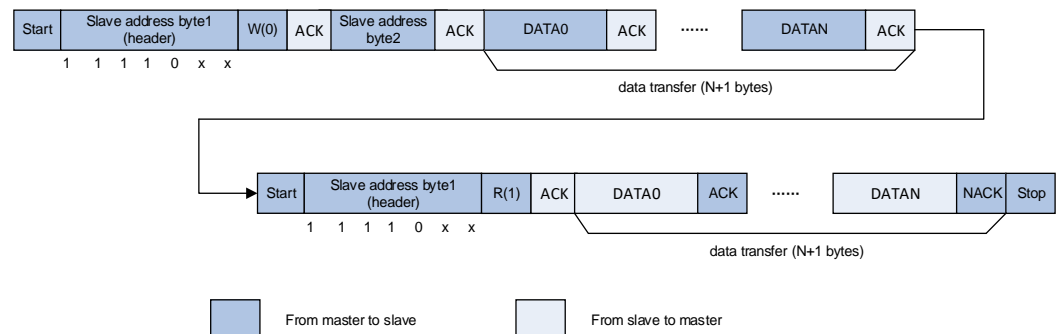 Start Slave address byte1 (header) W(0) ACK Slave address byte2 ACK DATA0 ACK ...... DATAN ACK
1 1 1 1 0 x x
data transfer (N+1 bytes)
Start Slave address byte1 (header) R(1) ACK DATA0 ACK ...... DATAN NACK Stop
1 1 1 1 0 x x
data transfer (N+1 bytes)
From master to slave From slave to master